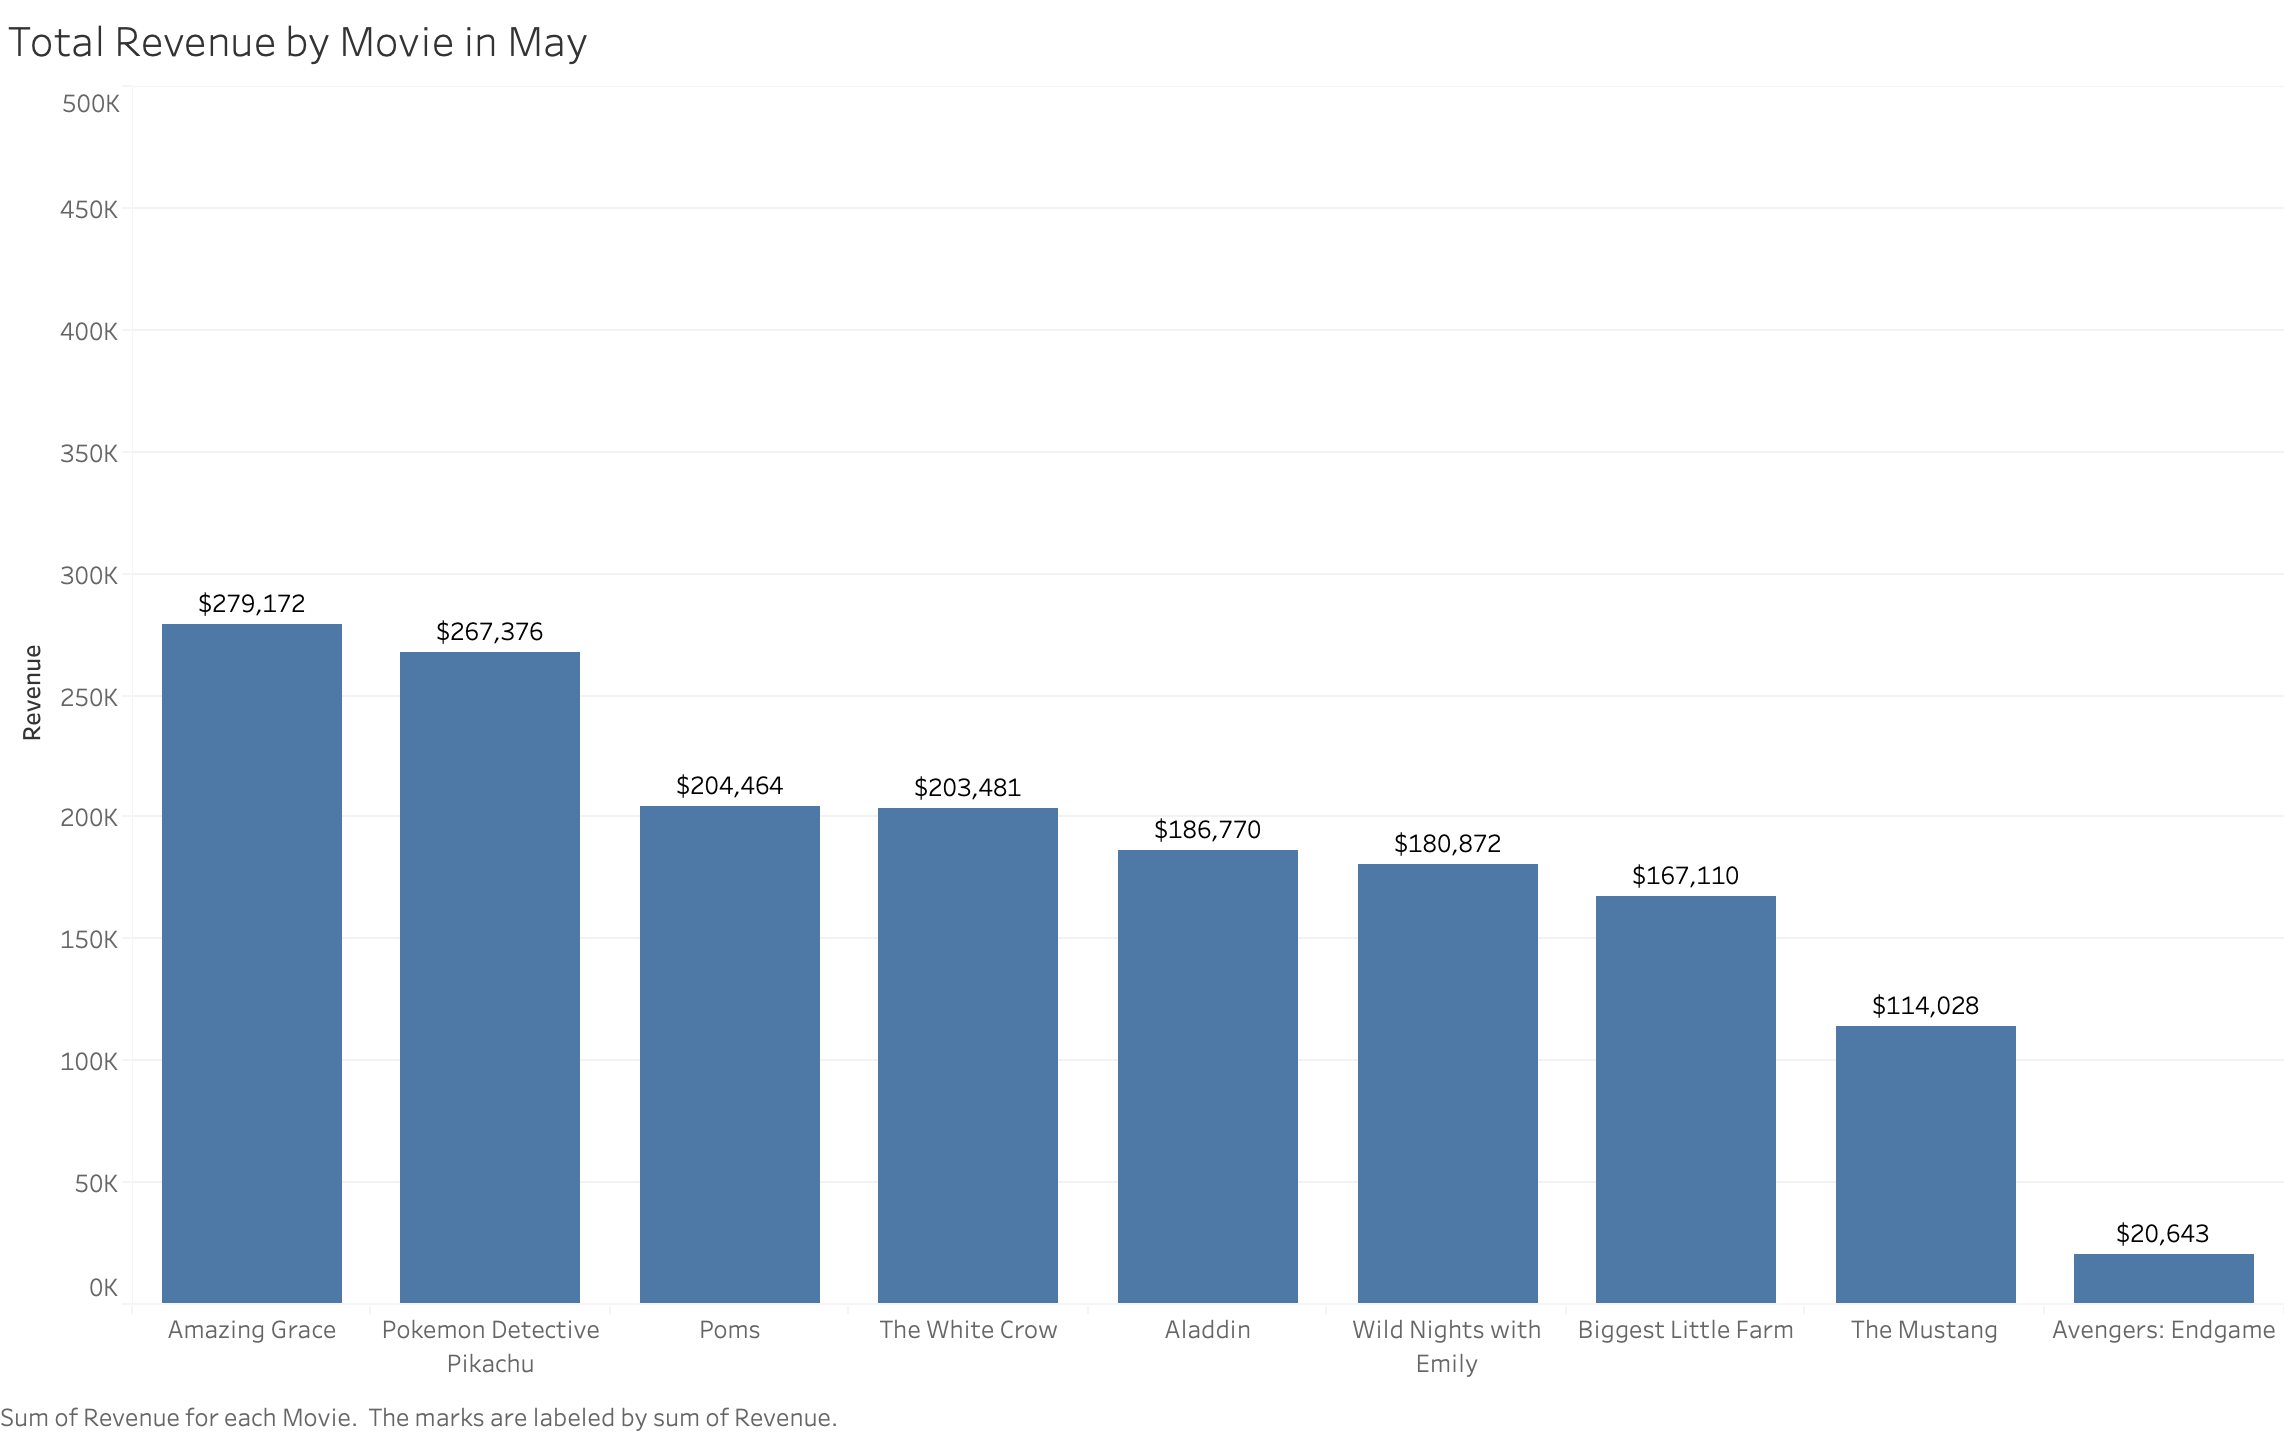 Total Revenue by Movie in May
500K
450K
400K
350K
300K
250K
200K
150K
100K
50K
0K
Revenue
$279,172
$267,376
$204,464
$203,481
$186,770
$180,872
$167,110
$114,028
$20,643
Amazing Grace
Pokemon Detective
Pikachu
Poms
The White Crow
Aladdin
Wild Nights with
Emily
Biggest Little Farm
The Mustang
Avengers: Endgame
Sum of Revenue for each Movie.  The marks are labeled by sum of Revenue.